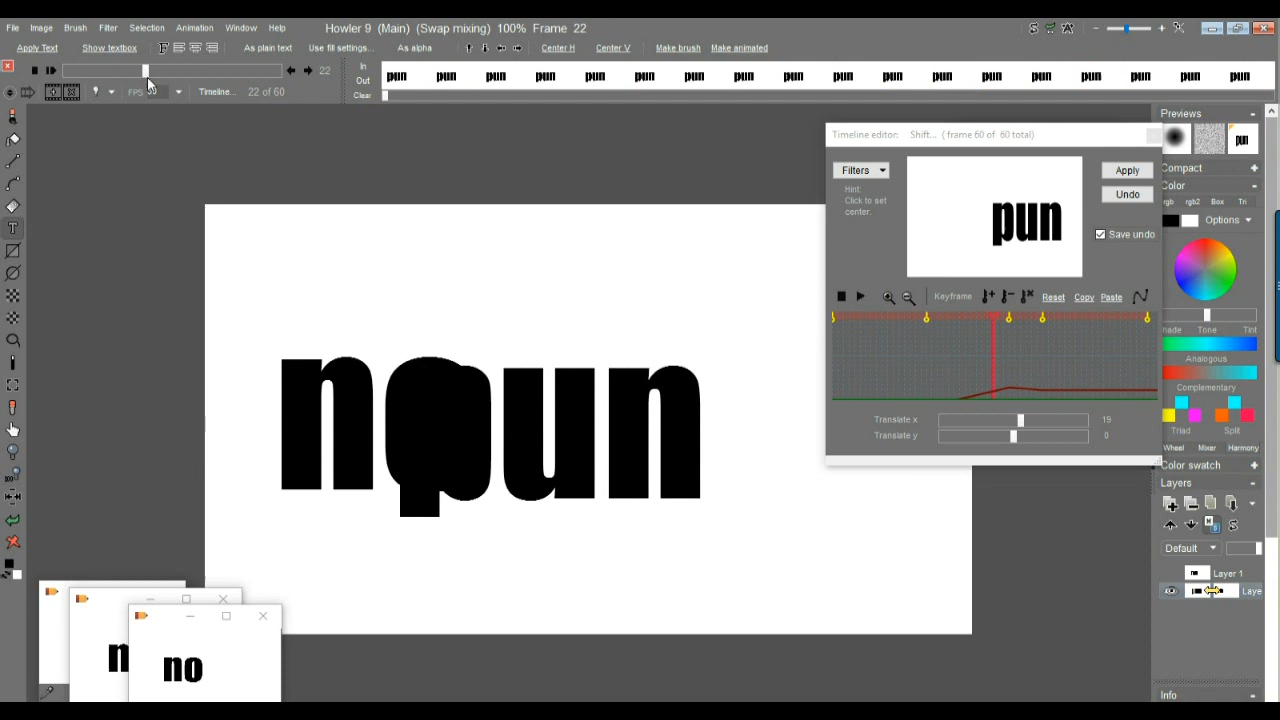 File Image Brush Filter Selection Animation Window Help Howler 9 (Main) (Swap mixing) 100% Frame 22
Apply Text Show textbox As plain text Use fill settings... As alpha Center H Center V Make brush Make animated
22 In
Out
Clear
FPS Timeline... 22 of 60
pun pun pun pun pun pun pun pun pun pun pun pun pun pun pun pun pun pun
Timeline editor: Shift... ( frame 60 of 60 total)
Filters
Hint:
Click to set
center.
pun
Apply
Undo
Save undo
Keyframe Reset Copy Paste
Translate x 19
Translate y 0
no
pun
no
Previews
pun
Compact
Color
rgb2 Box Tri
Options
Tone Tint
Analogous
Complementary
Triad Split
Wheel Mixer Harmony
Color swatch
Layers
Default
Layer 1
Info